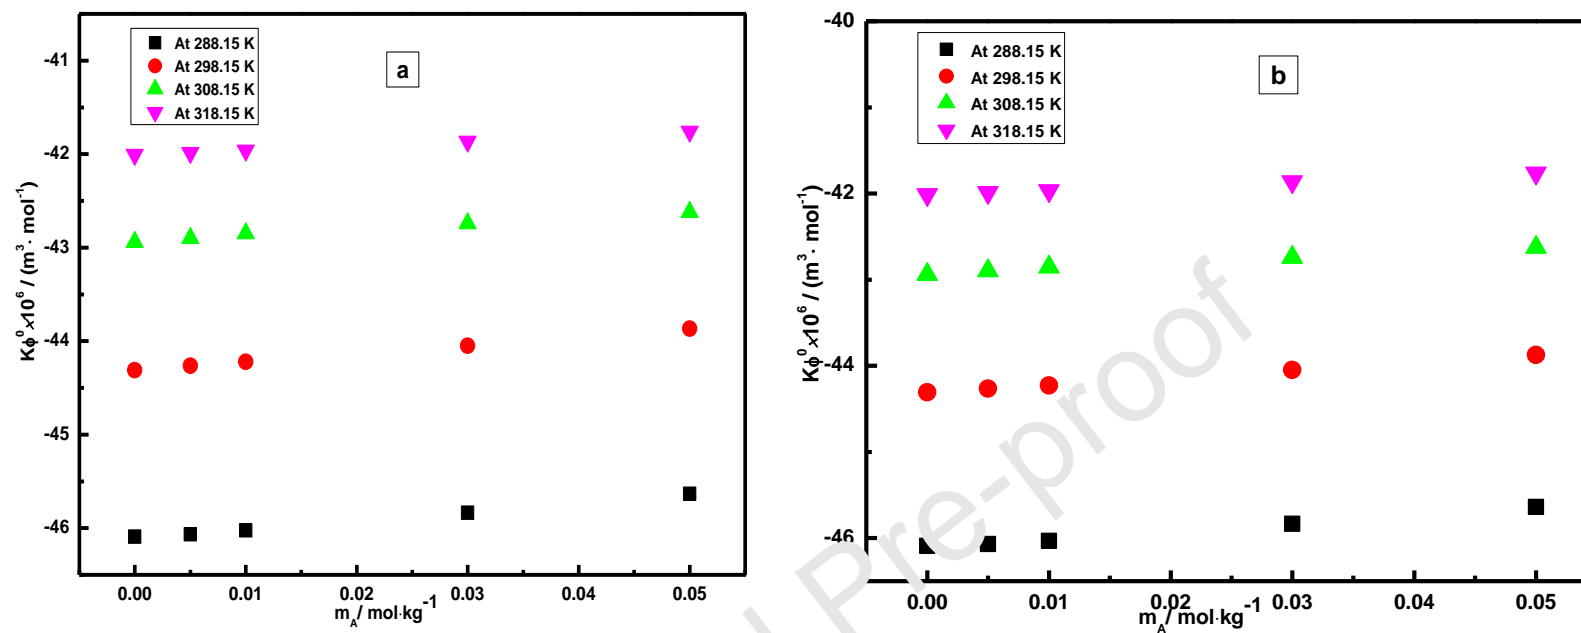 At 288.15 K
At 298.15 K
At 308.15 K
At 318.15 K
a
-41
-42
-43
-44
-45
-46
Kϕ⁰×10⁶ / (m³· mol⁻¹)
0.00 0.01 0.02 0.03 0.04 0.05
m_A/ mol·kg⁻¹
At 288.15 K
At 298.15 K
At 308.15 K
At 318.15 K
b
-40
-42
-44
-46
Kϕ⁰×10⁶ / (m³· mol⁻¹)
0.00 0.01 0.02 0.03 0.04 0.05
m_A/ mol·kg⁻¹
Pre-proof